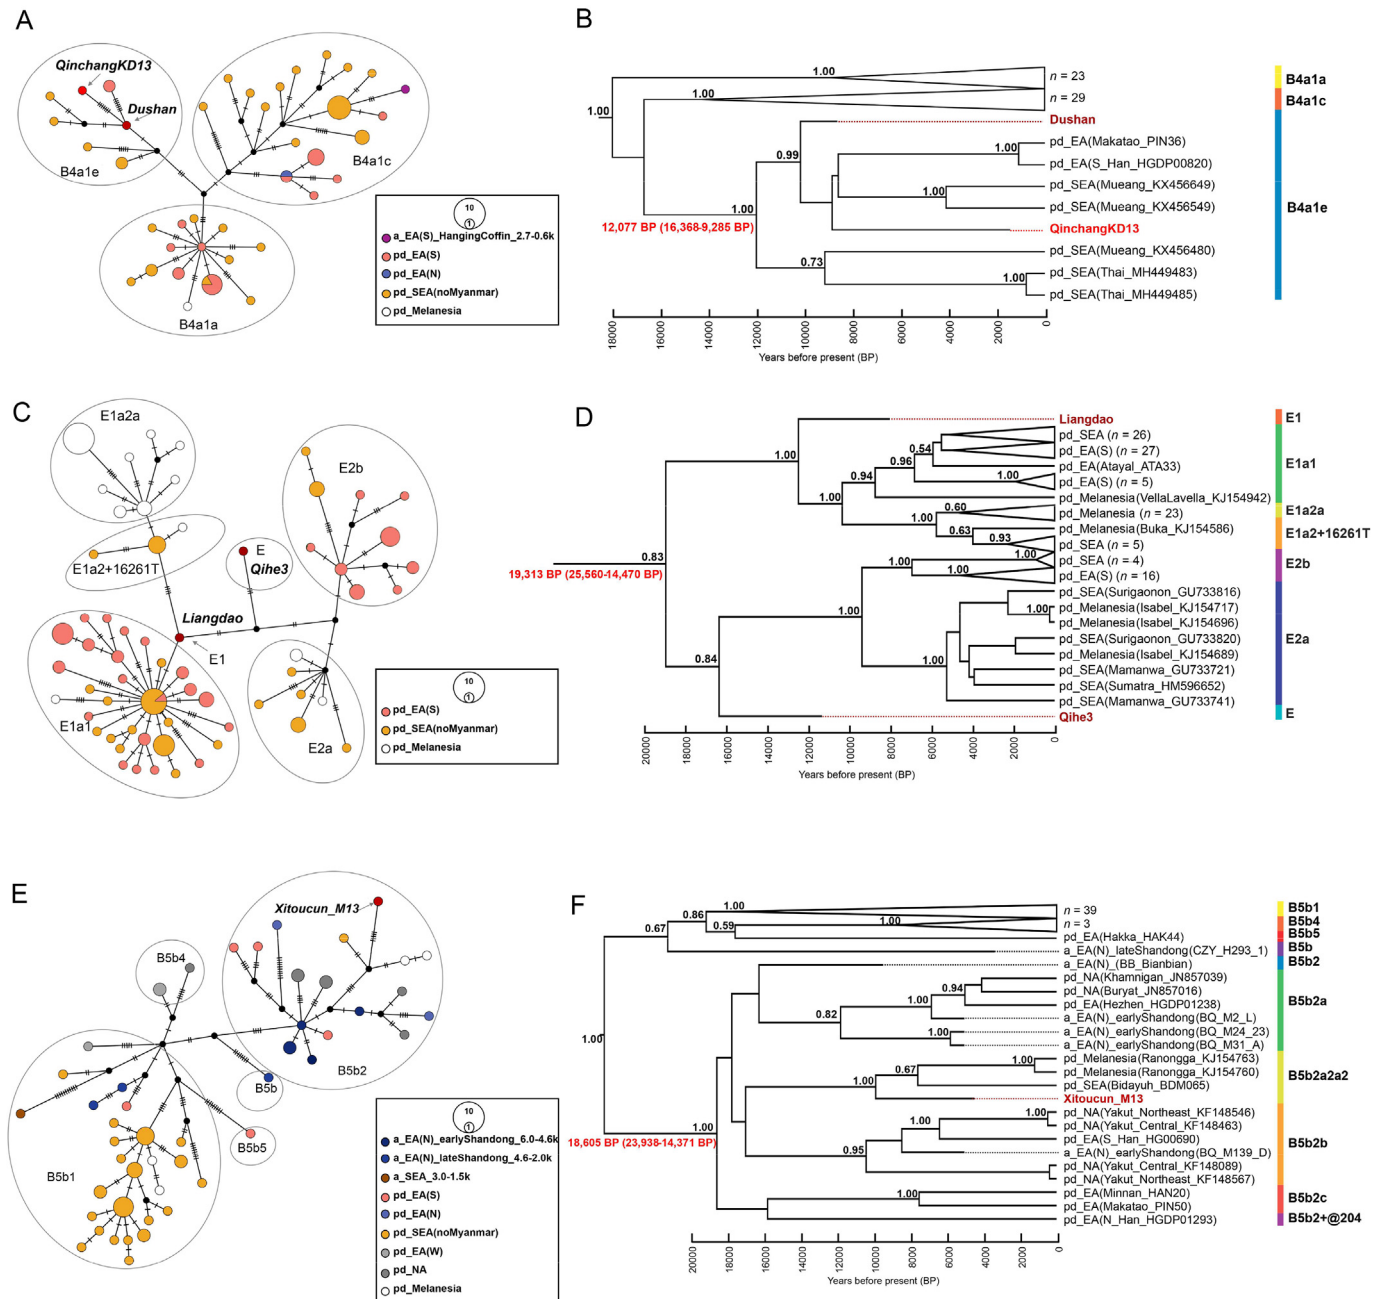 A
QinchangKD13
Dushan
B4a1e
B4a1c
B4a1a
10
1
a_EA(S)_HangingCoffin_2.7-0.6k
pd_EA(S)
pd_EA(N)
pd_SEA(noMyanmar)
pd_Melanesia
B
1.00
n = 23
B4a1a
1.00
n = 29
B4a1c
1.00
Dushan
0.99
pd_EA(Makatao_PIN36)
1.00
pd_EA(S_Han_HGDP00820)
pd_SEA(Mueang_KX456649)
1.00
pd_SEA(Mueang_KX456549)
B4a1e
1.00
12,077 BP (16,368-9,285 BP)
QinchangKD13
pd_SEA(Mueang_KX456480)
0.73
pd_SEA(Thai_MH449483)
1.00
pd_SEA(Thai_MH449485)
18000
16000
14000
12000
10000
8000
6000
4000
2000
0
Years before present (BP)
C
E1a2a
E2b
E1a2+16261T
E
Qihe3
Liangdao
E1
E1a1
E2a
10
1
pd_EA(S)
pd_SEA(noMyanmar)
pd_Melanesia
D
Liangdao
E1
pd_SEA (n = 26)
0.54
pd_EA(S) (n = 27)
1.00
0.96
pd_EA(Atayal_ATA33)
E1a1
0.94
1.00
pd_EA(S) (n = 5)
1.00
pd_Melanesia(VellaLavella_KJ154942)
0.60
pd_Melanesia (n = 23)
E1a2a
1.00
0.63
pd_Melanesia(Buka_KJ154586)
E1a2+16261T
0.93
pd_SEA (n = 5)
0.83
1.00
pd_SEA (n = 4)
E2b
19,313 BP (25,560-14,470 BP)
1.00
pd_EA(S) (n = 16)
pd_SEA(Surigaonon_GU733816)
1.00
1.00
pd_Melanesia(Isabel_KJ154717)
pd_Melanesia(Isabel_KJ154696)
E2a
pd_SEA(Surigaonon_GU733820)
0.84
1.00
pd_Melanesia(Isabel_KJ154689)
pd_SEA(Mamanwa_GU733721)
pd_SEA(Sumatra_HM596652)
pd_SEA(Mamanwa_GU733741)
Qihe3
E
20000
18000
16000
14000
12000
10000
8000
6000
4000
2000
0
Years before present (BP)
E
Xitoucun_M13
B5b4
B5b2
B5b
B5b5
B5b1
10
1
a_EA(N)_earlyShandong_6.0-4.6k
a_EA(N)_lateShandong_4.6-2.0k
a_SEA_3.0-1.5k
pd_EA(S)
pd_EA(N)
pd_SEA(noMyanmar)
pd_EA(W)
pd_NA
pd_Melanesia
F
1.00
n = 39
B5b1
0.86
1.00
n = 3
B5b4
0.67
0.59
pd_EA(Hakka_HAK44)
B5b5
a_EA(N)_lateShandong(CZY_H293_1)
B5b
a_EA(N)_(BB_Bianbian)
B5b2
pd_NA(Khamnigan_JN857039)
0.94
pd_NA(Buryat_JN857016)
1.00
pd_EA(Hezhen_HGDP01238)
B5b2a
0.82
a_EA(N)_earlyShandong(BQ_M2_L)
1.00
a_EA(N)_earlyShandong(BQ_M24_23)
1.00
a_EA(N)_earlyShandong(BQ_M31_A)
1.00
pd_Melanesia(Ranongga_KJ154763)
0.67
pd_Melanesia(Ranongga_KJ154760)
1.00
pd_SEA(Bidayuh_BDM065)
B5b2a2a2
Xitoucun_M13
1.00
pd_NA(Yakut_Northeast_KF148546)
1.00
pd_NA(Yakut_Central_KF148463)
1.00
18,605 BP (23,938-14,371 BP)
pd_EA(S_Han_HG00690)
B5b2b
0.95
a_EA(N)_earlyShandong(BQ_M139_D)
pd_NA(Yakut_Central_KF148089)
pd_NA(Yakut_Northeast_KF148567)
1.00
pd_EA(Minnan_HAN20)
B5b2c
pd_EA(Makatao_PIN50)
pd_EA(N_Han_HGDP01293)
B5b2+@204
20000
18000
16000
14000
12000
10000
8000
6000
4000
2000
0
Years before present (BP)